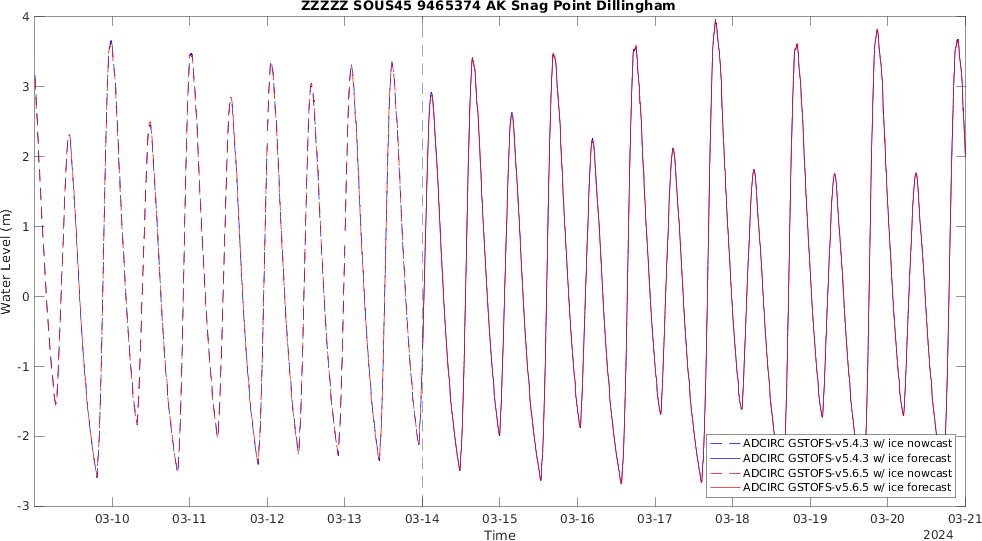 ZZZZZ SOUS45 9465374 AK Snag Point Dillingham
4
3
2
1
0
-1
-2
-3
Water Level (m)
ADCIRC GSTOFS-v5.4.3 w/ ice nowcast
ADCIRC GSTOFS-v5.4.3 w/ ice forecast
ADCIRC GSTOFS-v5.6.5 w/ ice nowcast
ADCIRC GSTOFS-v5.6.5 w/ ice forecast
03-10 03-11 03-12 03-13 03-14 03-15 03-16 03-17 03-18 03-19 03-20 03-21
Time
2024